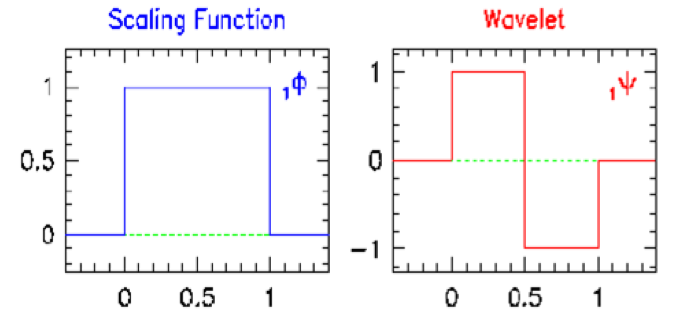 Scaling Function
1
0.5
0
₁Φ
0 0.5 1
Wavelet
1
0
−1
₁Ψ
0 0.5 1